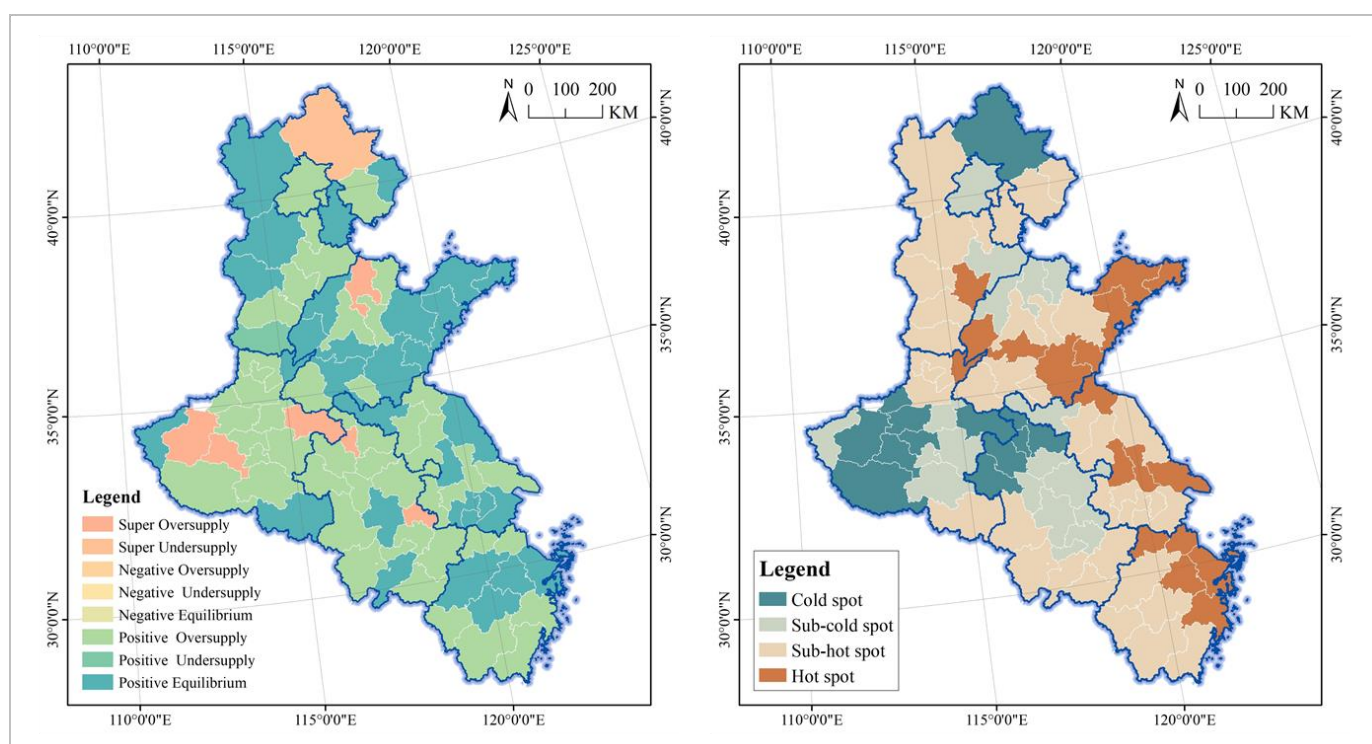 110°0'0"E 115°0'0"E 120°0'0"E 125°0'0"E
N 0 100 200
KM
40°0'0"N
35°0'0"N
30°0'0"N
40°0'0"N
35°0'0"N
30°0'0"N
Legend
Super Oversupply
Super Undersupply
Negative Oversupply
Negative Undersupply
Negative Equilibrium
Positive Oversupply
Positive Undersupply
Positive Equilibrium
110°0'0"E 115°0'0"E 120°0'0"E
110°0'0"E 115°0'0"E 120°0'0"E 125°0'0"E
N 0 100 200
KM
40°0'0"N
35°0'0"N
30°0'0"N
40°0'0"N
35°0'0"N
30°0'0"N
Legend
Cold spot
Sub-cold spot
Sub-hot spot
Hot spot
110°0'0"E 115°0'0"E 120°0'0"E